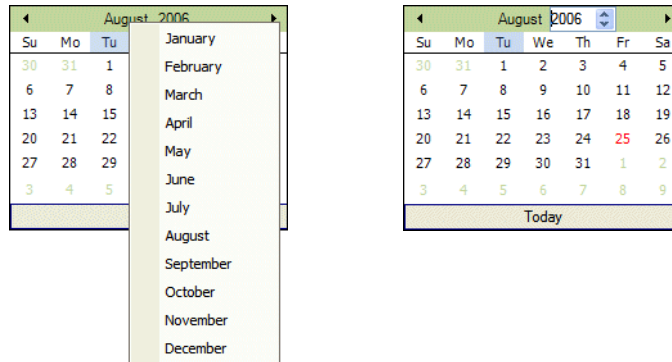 August 2006
Su Mo Tu
30 31 1
6 7 8
13 14 15
20 21 22
27 28 29
3 4 5
January
February
March
April
May
June
July
August
September
October
November
December
August 2006
Su Mo Tu We Th Fr Sa
30 31 1 2 3 4 5
6 7 8 9 10 11 12
13 14 15 16 17 18 19
20 21 22 23 24 25 26
27 28 29 30 31 1 2
3 4 5 6 7 8 9
Today